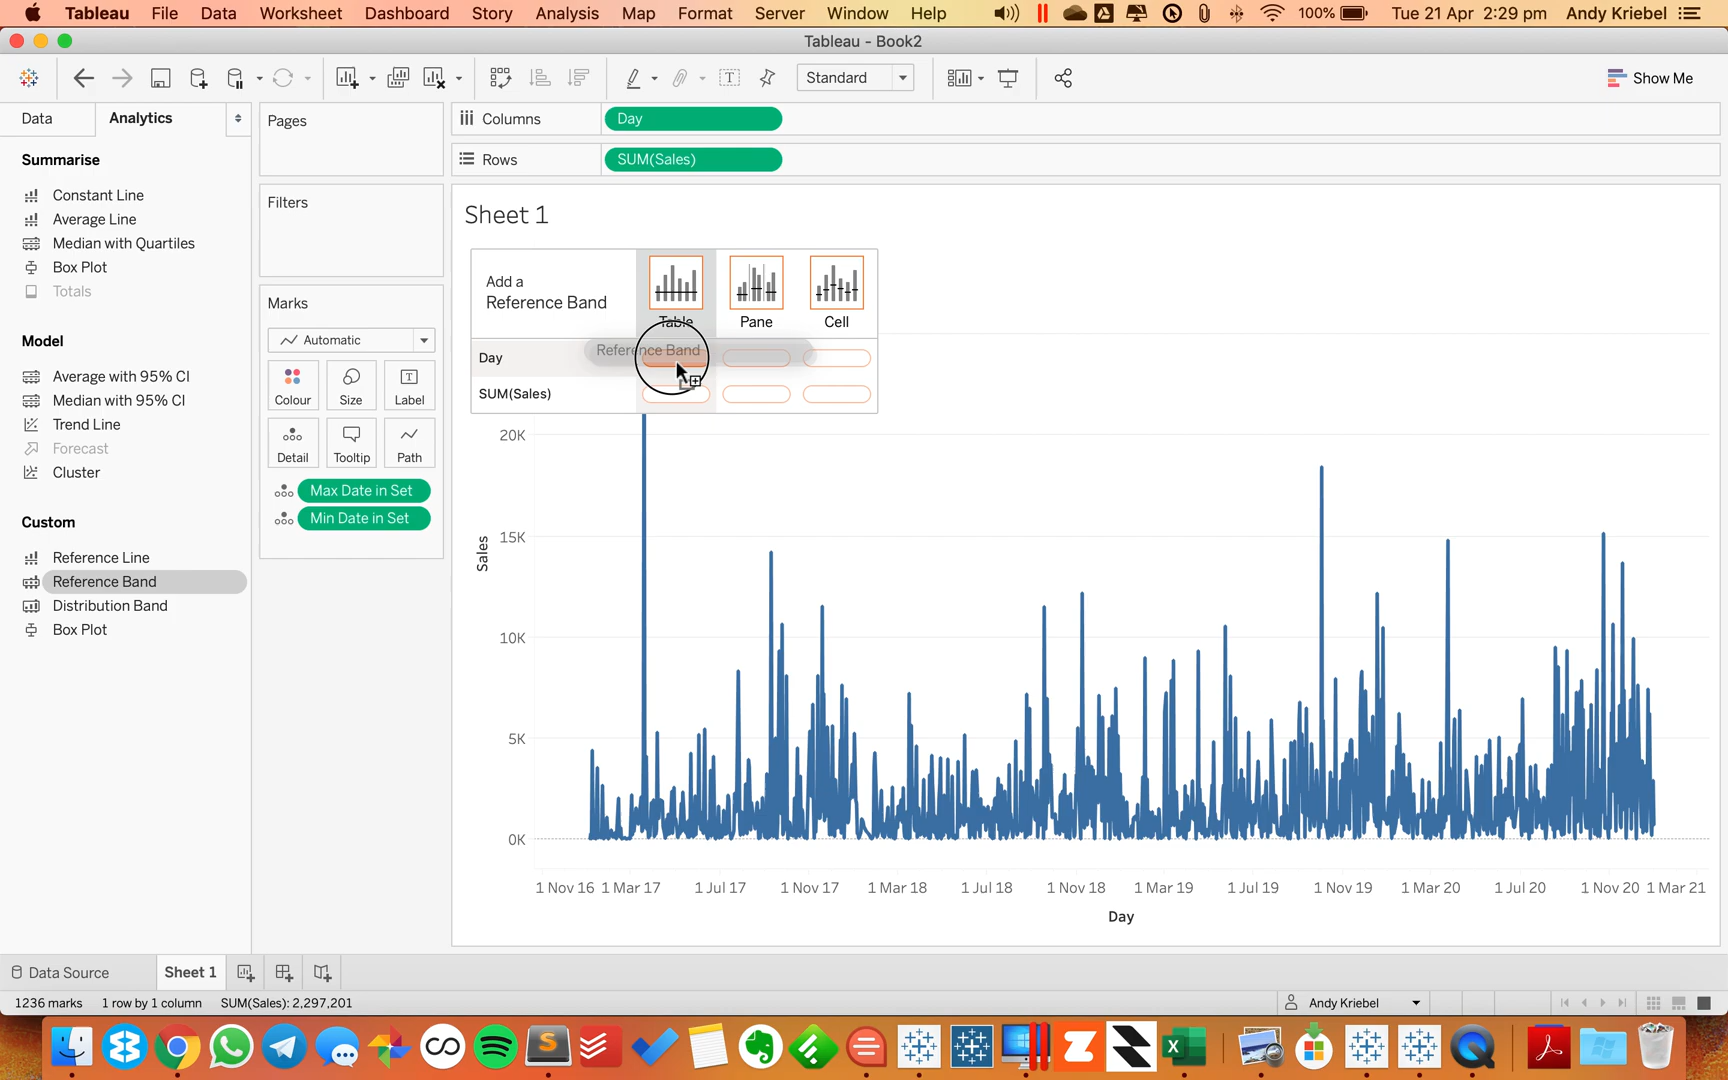 Tableau File Data Worksheet Dashboard Story Analysis Map Format Server Window Help 100% Tue 21 Apr 2:29 pm Andy Kriebel
Tableau - Book2
Standard Show Me
Data Analytics
Summarise
Constant Line
Average Line
Median with Quartiles
Box Plot
Totals
Model
Average with 95% CI
Median with 95% CI
Trend Line
Forecast
Cluster
Custom
Reference Line
Reference Band
Distribution Band
Box Plot
Pages
Filters
Marks
Automatic
Colour Size Label
Detail Tooltip Path
Max Date in Set
Min Date in Set
Columns Day
Rows SUM(Sales)
Sheet 1
Add a
Reference Band
Table Pane Cell
Reference Band
Day
SUM(Sales)
Sales
20K
15K
10K
5K
0K
1 Nov 16 1 Mar 17 1 Jul 17 1 Nov 17 1 Mar 18 1 Jul 18 1 Nov 18 1 Mar 19 1 Jul 19 1 Nov 19 1 Mar 20 1 Jul 20 1 Nov 20 1 Mar 21
Day
Data Source Sheet 1
1236 marks 1 row by 1 column SUM(Sales): 2,297,201 Andy Kriebel